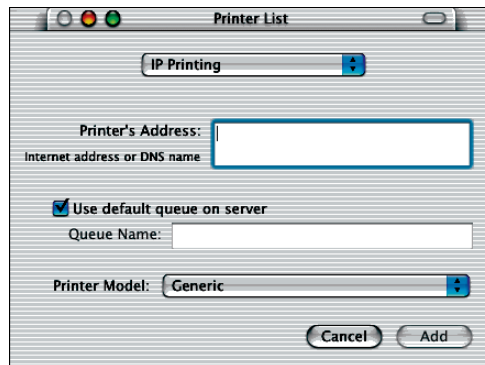 Printer List
IP Printing
Printer's Address:
Internet address or DNS name
Use default queue on server
Queue Name:
Printer Model: Generic
Cancel Add